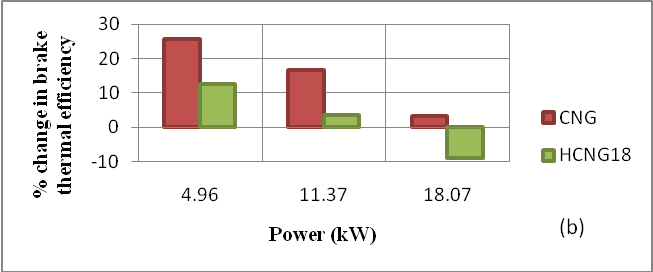 % change in brake
thermal efficiency
30
20
10
0
-10
4.96 11.37 18.07
Power (kW)
CNG
HCNG18
(b)